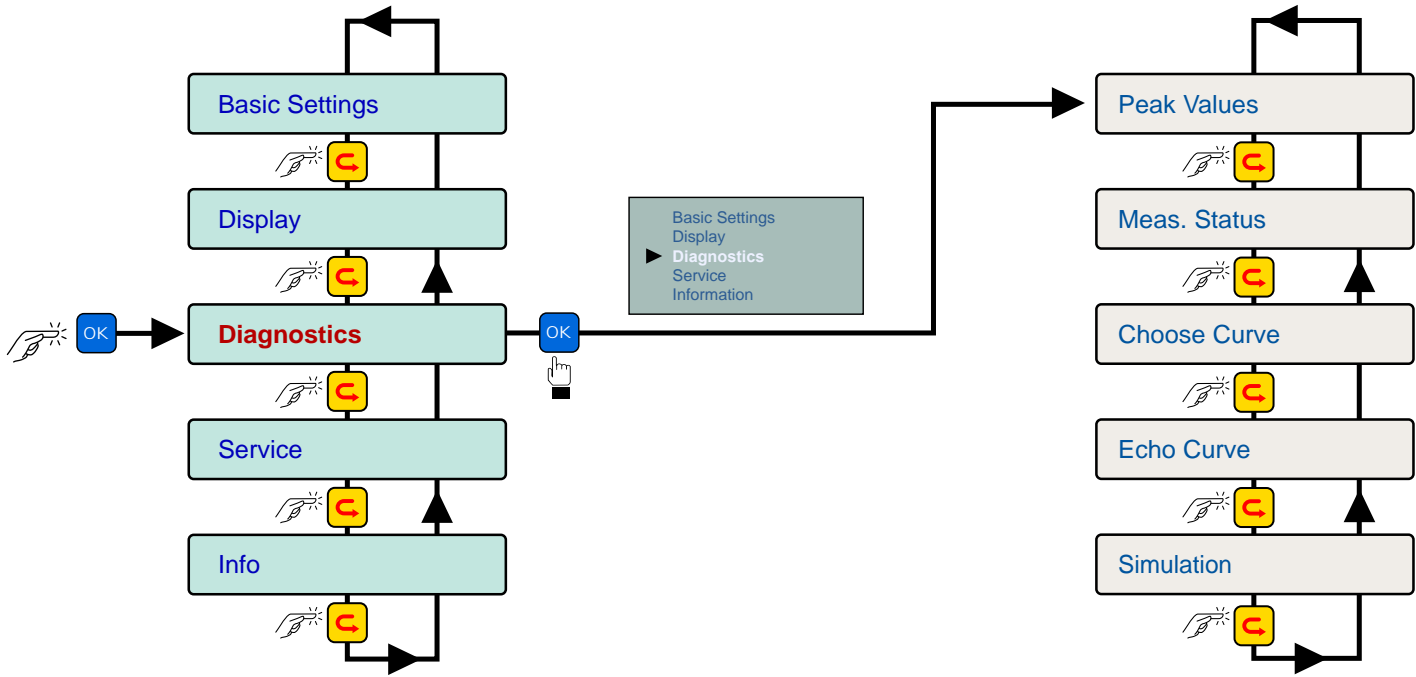 Basic Settings
Display
OK
Diagnostics
Service
Info
OK
Basic Settings
Display
Diagnostics
Service
Information
Peak Values
Meas. Status
Choose Curve
Echo Curve
Simulation